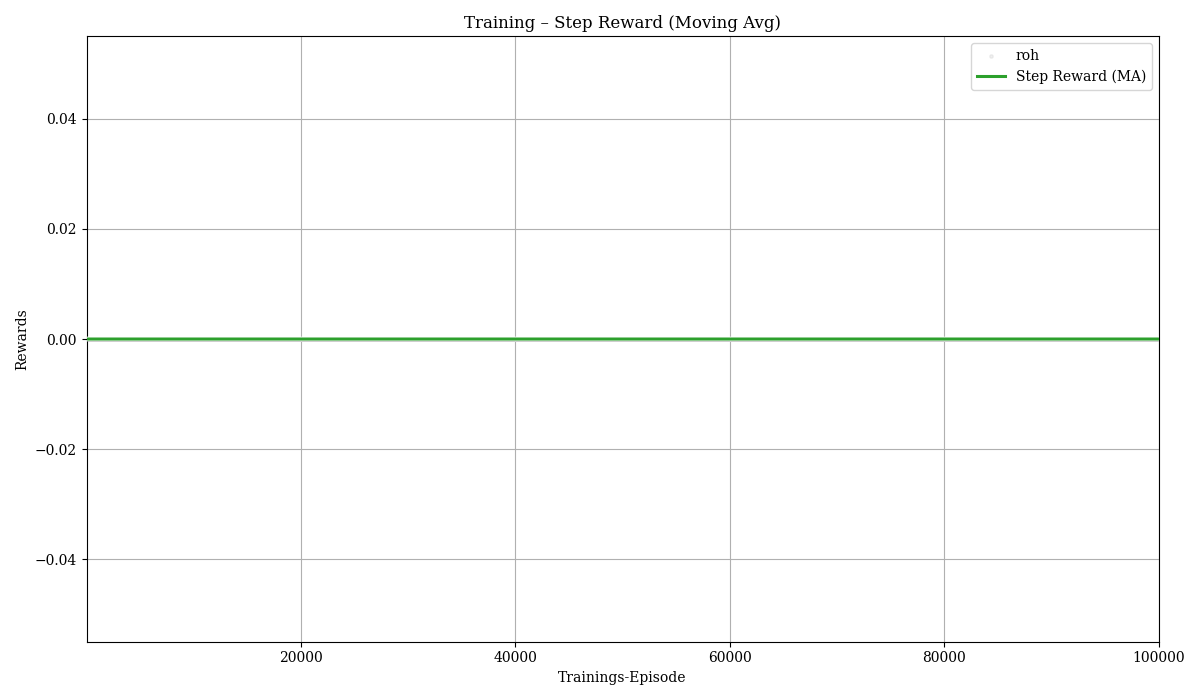 Training – Step Reward (Moving Avg)
roh
Step Reward (MA)
0.04
0.02
0.00
−0.02
−0.04
Rewards
20000
40000
60000
80000
100000
Trainings-Episode